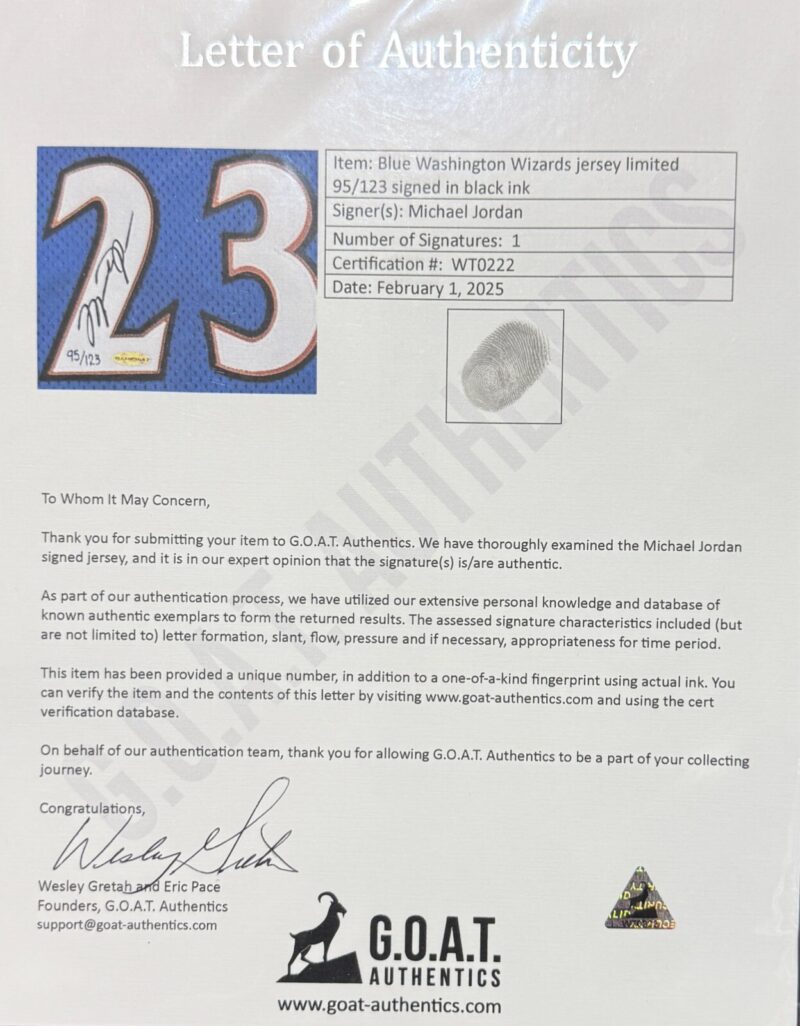 Letter of Authenticity
23
95/123
Item: Blue Washington Wizards jersey limited
95/123 signed in black ink
Signer(s): Michael Jordan
Number of Signatures: 1
Certification #: WT0222
Date: February 1, 2025
G.O.A.T. AUTHENTICS
To Whom It May Concern,
Thank you for submitting your item to G.O.A.T. Authentics. We have thoroughly examined the Michael Jordan
signed jersey, and it is in our expert opinion that the signature(s) is/are authentic.
As part of our authentication process, we have utilized our extensive personal knowledge and database of
known authentic exemplars to form the returned results. The assessed signature characteristics included (but
are not limited to) letter formation, slant, flow, pressure and if necessary, appropriateness for time period.
This item has been provided a unique number, in addition to a one-of-a-kind fingerprint using actual ink. You
can verify the item and the contents of this letter by visiting www.goat-authentics.com and using the cert
verification database.
On behalf of our authentication team, thank you for allowing G.O.A.T. Authentics to be a part of your collecting
journey.
Congratulations,
Wesley Gretah
Wesley Gretah and Eric Pace
Founders, G.O.A.T. Authentics
support@goat-authentics.com
G.O.A.T.
AUTHENTICS
www.goat-authentics.com